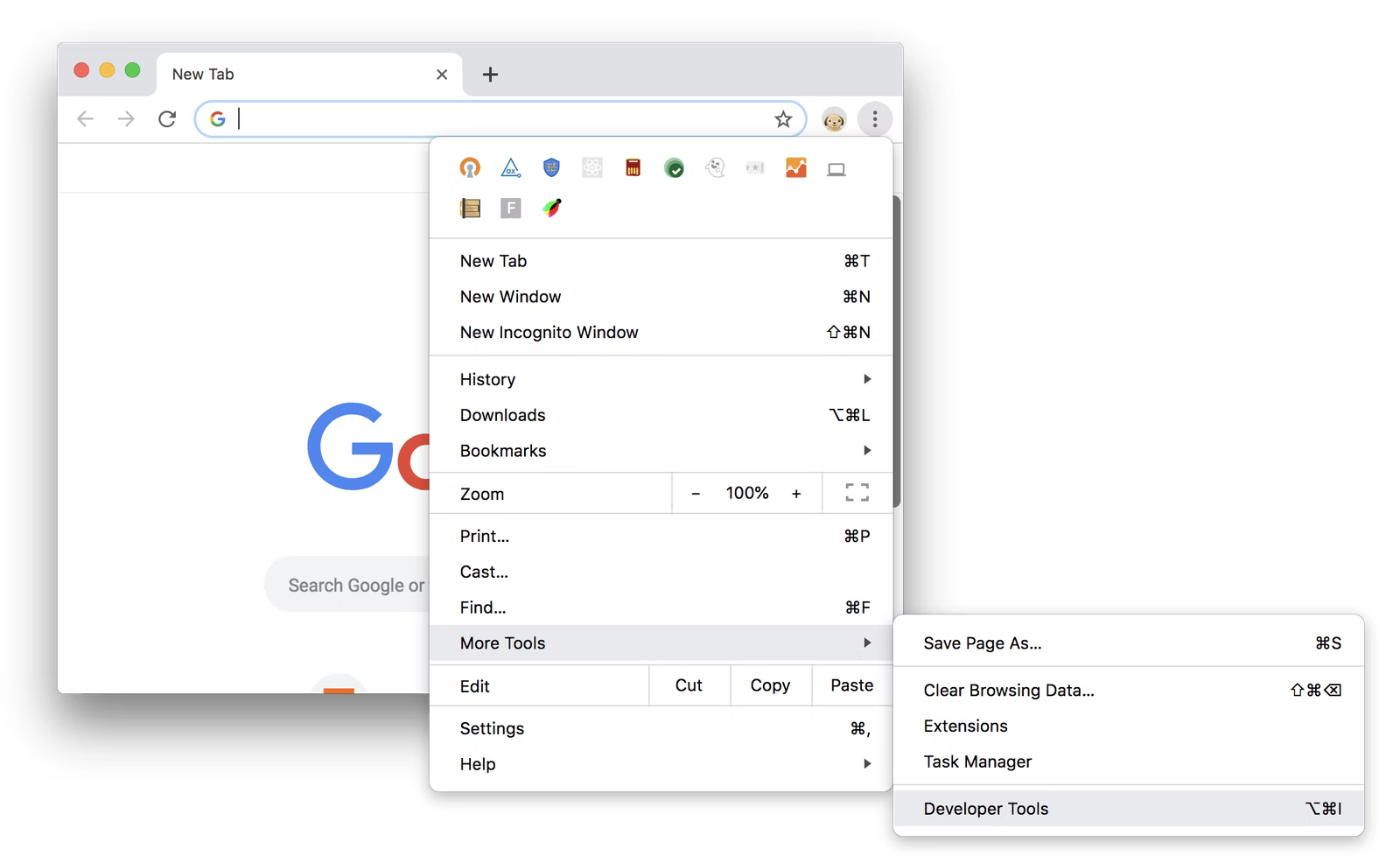 New Tab
New Tab ⌘T
New Window ⌘N
New Incognito Window ⇧⌘N
History
Downloads ⌥⌘L
Bookmarks
Zoom - 100% +
Print... ⌘P
Cast...
Find... ⌘F
More Tools
Edit Cut Copy Paste
Settings ⌘,
Help
Search Google or
Save Page As... ⌘S
Clear Browsing Data... ⇧⌘⌫
Extensions
Task Manager
Developer Tools ⌥⌘I
F